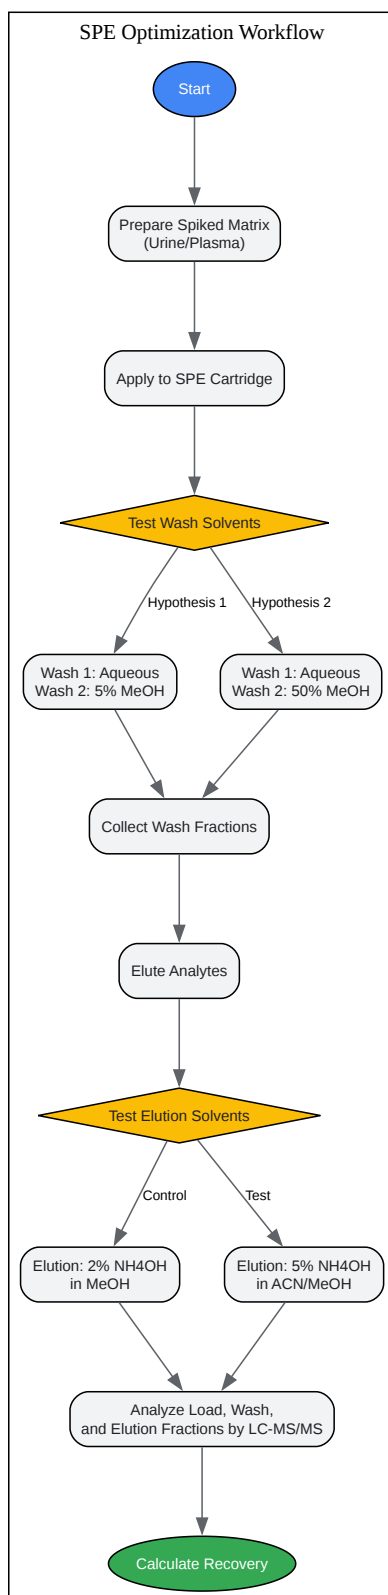 SPE Optimization Workflow
Start
Prepare Spiked Matrix
(Urine/Plasma)
Apply to SPE Cartridge
Test Wash Solvents
Hypothesis 1
Hypothesis 2
Wash 1: Aqueous
Wash 2: 5% MeOH
Wash 1: Aqueous
Wash 2: 50% MeOH
Collect Wash Fractions
Elute Analytes
Test Elution Solvents
Control
Test
Elution: 2% NH4OH
in MeOH
Elution: 5% NH4OH
in ACN/MeOH
Analyze Load, Wash,
and Elution Fractions by LC-MS/MS
Calculate Recovery